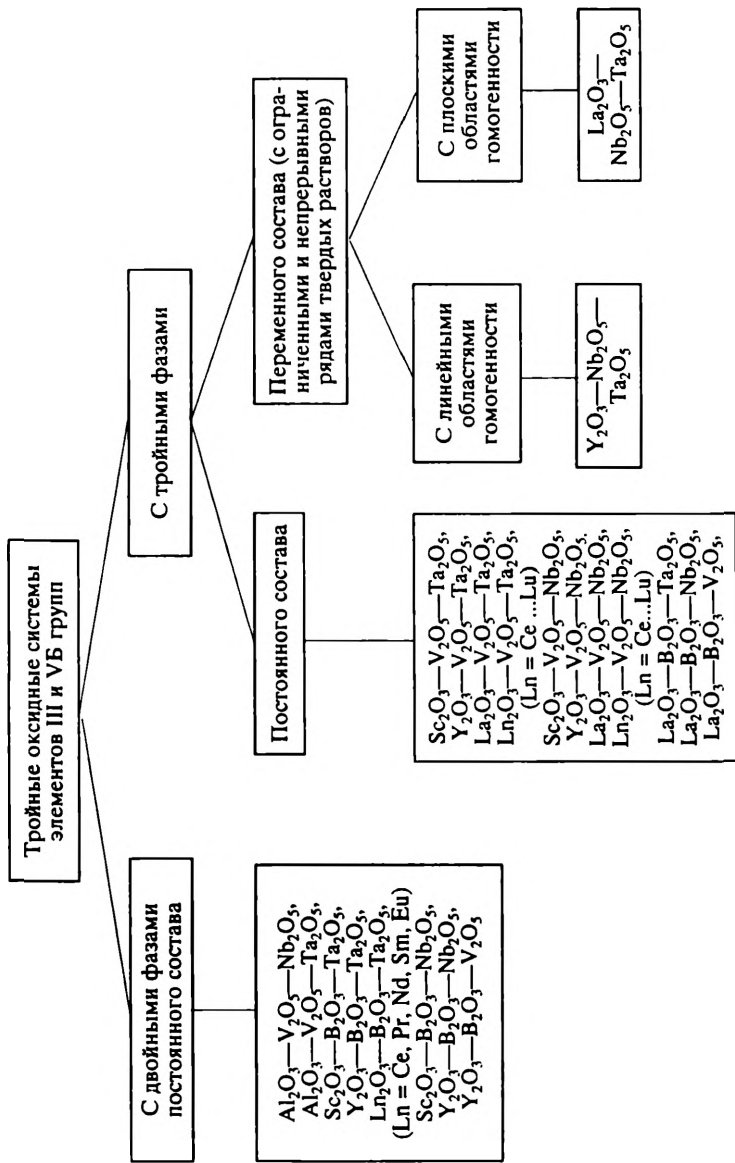 Тройные оксидные системы
элементов III и VБ групп
С двойными фазами
постоянного состава
Al₂O₃—V₂O₅—Nb₂O₅,
Al₂O₃—V₂O₅—Ta₂O₅,
Sc₂O₃—B₂O₃—Ta₂O₅,
Y₂O₃—B₂O₃—Ta₂O₅,
Ln₂O₃—B₂O₃—Ta₂O₅,
(Ln = Ce, Pr, Nd, Sm, Eu)
Sc₂O₃—B₂O₃—Nb₂O₅,
Y₂O₃—B₂O₃—Nb₂O₅,
Y₂O₃—B₂O₃—V₂O₅
С тройными фазами
Постоянного состава
Sc₂O₃—V₂O₅—Ta₂O₅,
Y₂O₃—V₂O₅—Ta₂O₅,
La₂O₃—V₂O₅—Ta₂O₅,
Ln₂O₃—V₂O₅—Ta₂O₅,
(Ln = Ce ...Lu)
Sc₂O₃—V₂O₅—Nb₂O₅,
Y₂O₃—V₂O₅—Nb₂O₅.
La₂O₃—V₂O₅—Nb₂O₅,
Ln₂O₃—V₂O₅—Nb₂O₅,
(Ln = Ce...Lu)
La₂O₃—B₂O₃—Ta₂O₅,
La₂O₃—B₂O₃—Nb₂O₅,
La₂O₃—B₂O₃—V₂O₅,
Переменного состава (с огра-
ниченными и непрерывными
рядами твердых растворов)
С линейными
областями
гомогенности
Y₂O₃—Nb₂O₅—
Ta₂O₅
С плоскими
областями
гомогенности
La₂O₃—
Nb₂O₅—Ta₂O₅